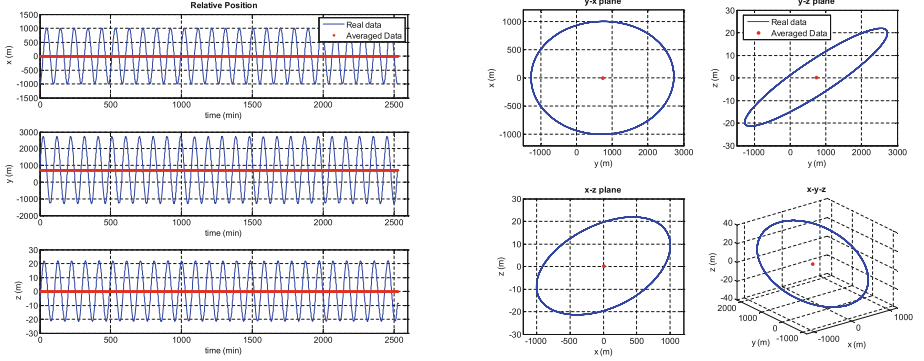 Relative Position
1500
1000
500
0
-500
-1000
-1500
x (m)
Real data
Averaged Data
0 500 1000 1500 2000 2500
time (min)
3000
2000
1000
0
-1000
-2000
y (m)
0 500 1000 1500 2000 2500
time (min)
30
20
10
0
-10
-20
-30
z (m)
0 500 1000 1500 2000 2500
time (min)
y-x plane
1000
500
0
-500
-1000
x (m)
-1000 0 1000 2000 3000
y (m)
y-z plane
30
20
10
0
-10
-20
-30
z (m)
Real data
Averaged Data
-1000 0 1000 2000 3000
y (m)
x-z plane
30
20
10
0
-10
-20
-30
z (m)
-1000 -500 0 500 1000
x (m)
x-y-z
40
20
0
-20
-40
z (m)
2000
1000
0
-1000
y (m)
-1000
0
1000
x (m)